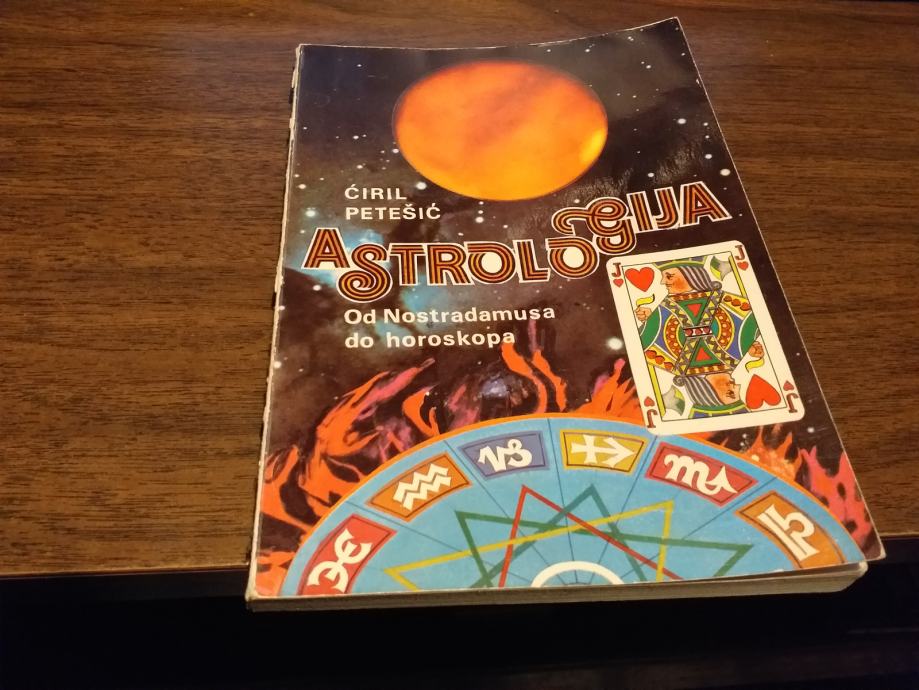 ĆIRIL
PETEŠIĆ
ASTROLOGIJA
Od Nostradamusa
do horoskopa
J
J
J
J